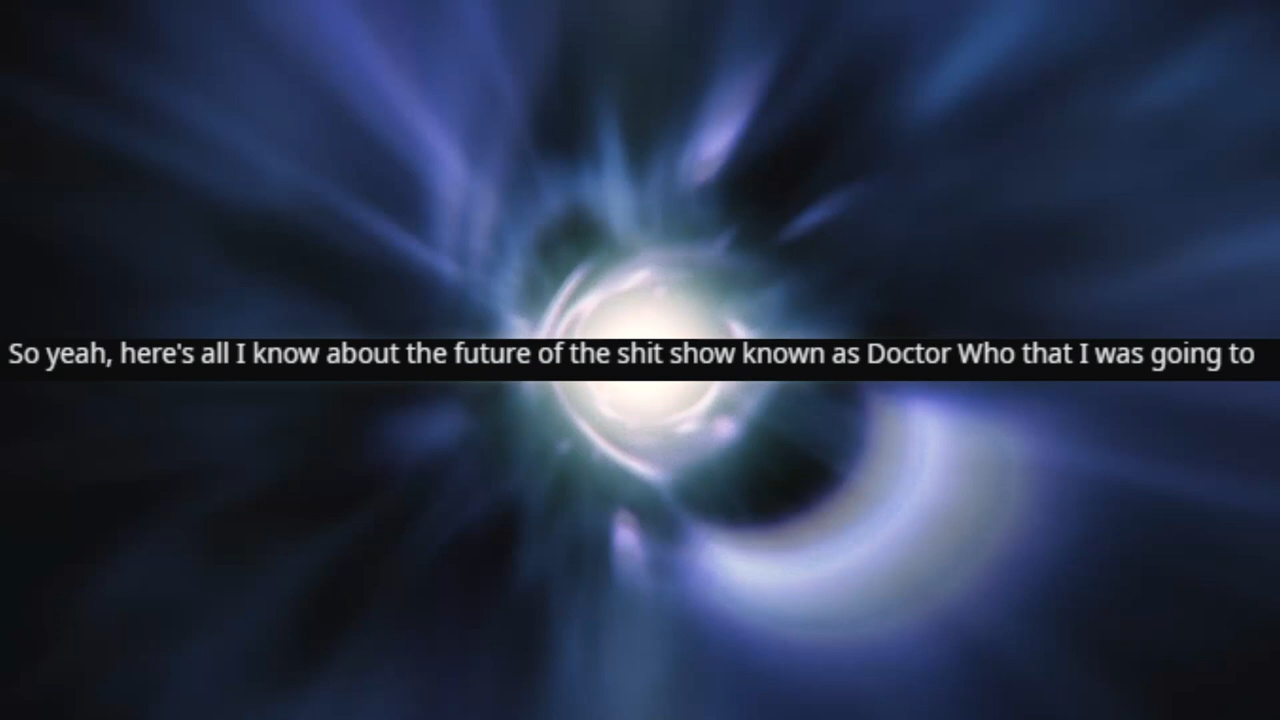 So yeah, here's all I know about the future of the shit show known as Doctor Who that I was going to